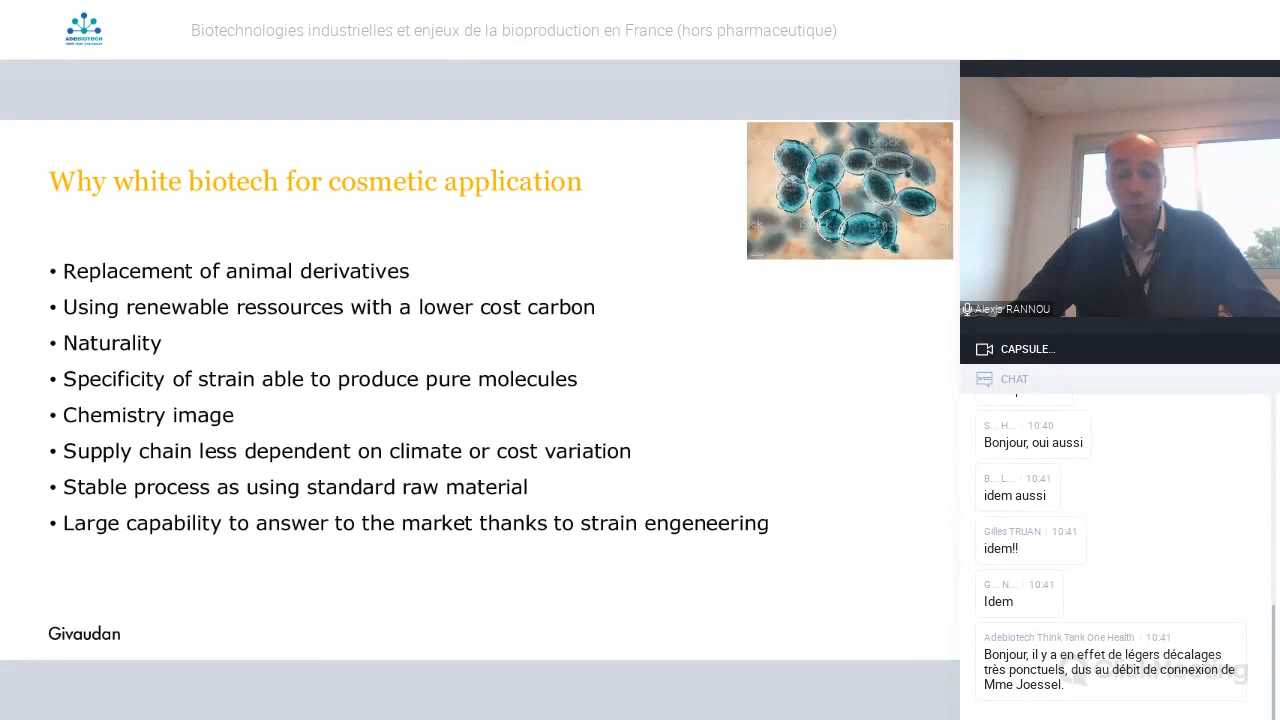 ADEBIOTECH
Biotechnologies industrielles et enjeux de la bioproduction en France (hors pharmaceutique)
Why white biotech for cosmetic application
iStock
iStock
• Replacement of animal derivatives
• Using renewable ressources with a lower cost carbon
• Naturality
• Specificity of strain able to produce pure molecules
• Chemistry image
• Supply chain less dependent on climate or cost variation
• Stable process as using standard raw material
• Large capability to answer to the market thanks to strain engeneering
Givaudan
Alexis RANNOU
CAPSULE…
CHAT
S... H... 10:40
Bonjour, oui aussi
B... L... 10:41
idem aussi
Gilles TRUAN 10:41
idem!!
G... N... 10:41
Idem
Adebiotech Think Tank One Health 10:41
Bonjour, il y a en effet de légers décalages
très ponctuels, dus au débit de connexion de
Mme Joessel.
ClickMeeting